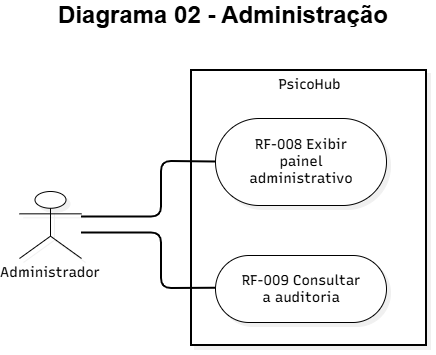 Diagrama 02 - Administração
PsicoHub
RF-008 Exibir
painel
administrativo
Administrador
RF-009 Consultar
a auditoria